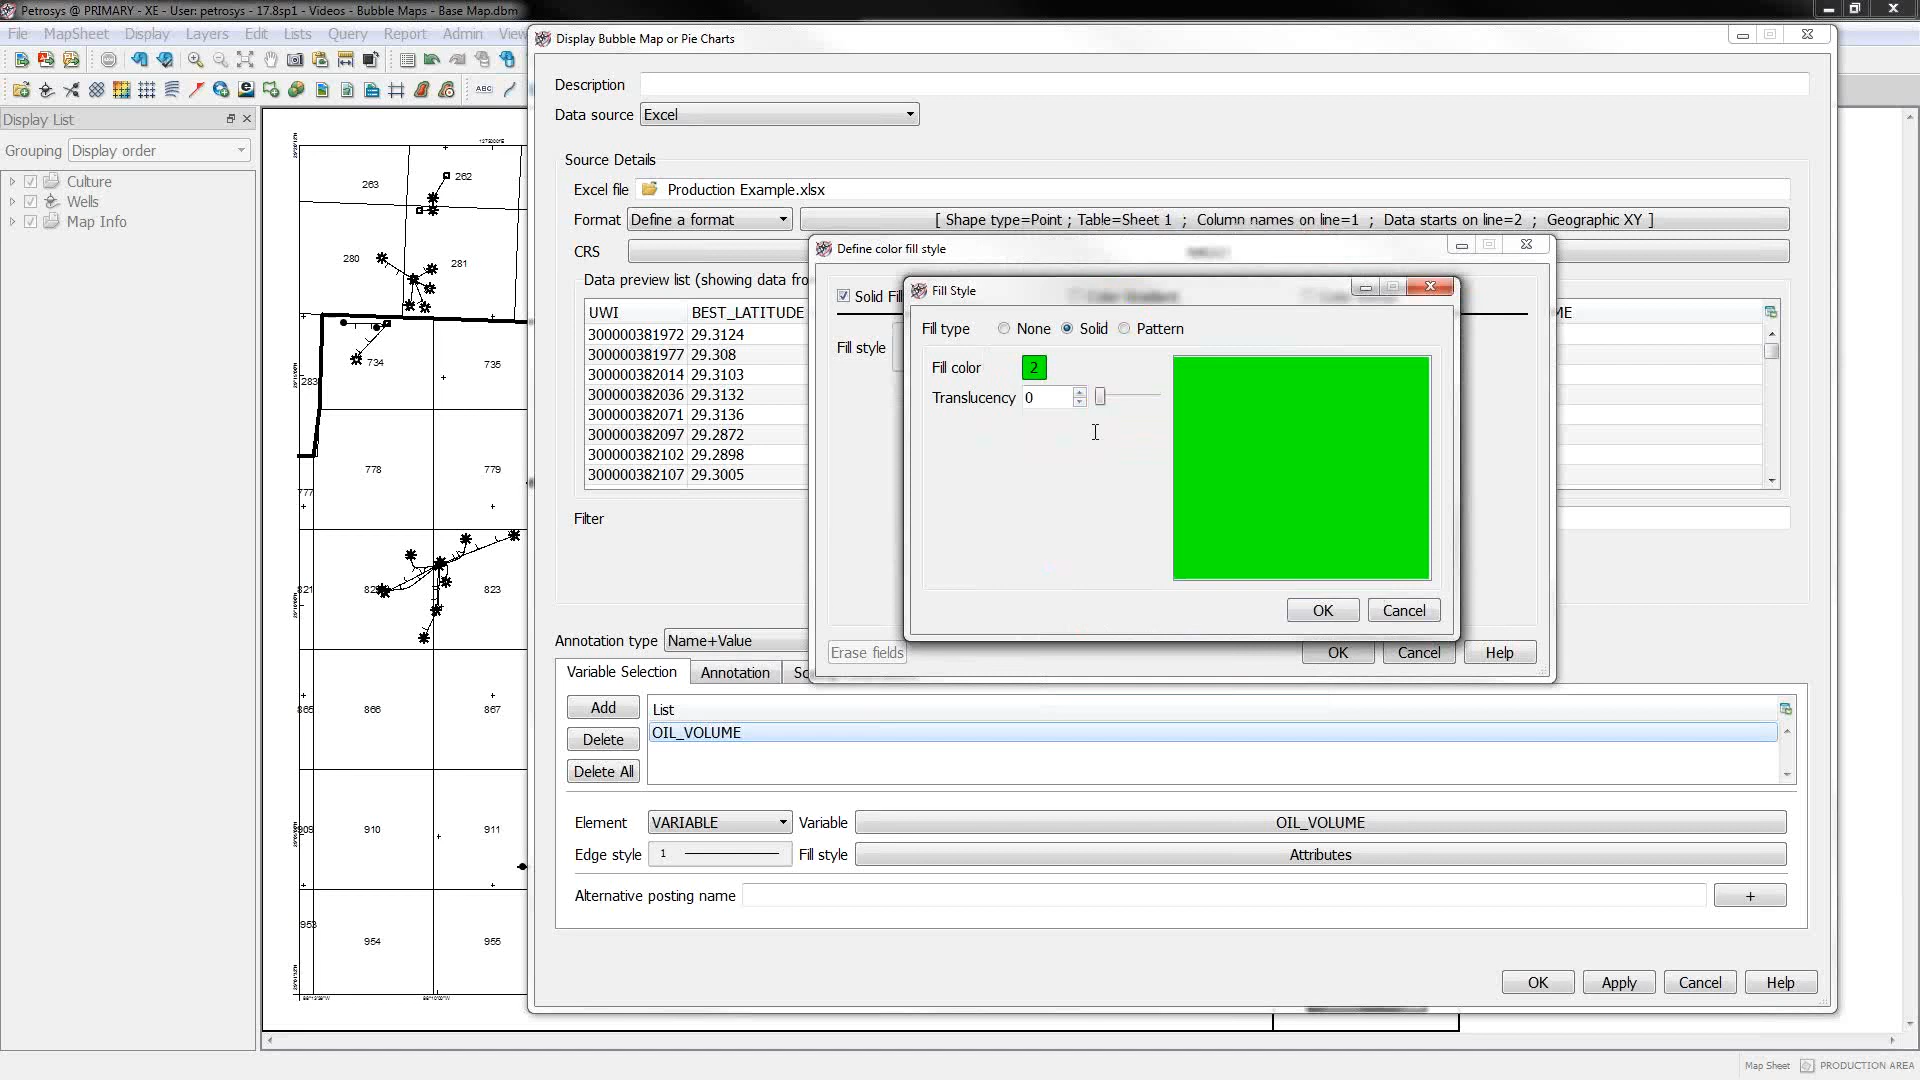 Petrosys @ PRIMARY - XE - User: petrosys - 17.8sp1 - Videos - Bubble Maps - Base Map.dbm
File MapSheet Display Layers Edit Lists Query Report Admin View
Display List
Grouping Display order
Culture
Wells
Map Info
263
262
280
281
734
735
283
778
779
777
821
823
865
866
867
909
910
911
953
954
955
Display Bubble Map or Pie Charts
Description
Data source Excel
Source Details
Excel file Production Example.xlsx
Format Define a format [ Shape type=Point ; Table=Sheet 1 ; Column names on line=1 ; Data starts on line=2 ; Geographic XY ]
CRS
Data preview list (showing data fro
UWI BEST_LATITUDE
300000381972 29.3124
300000381977 29.308
300000382014 29.3103
300000382036 29.3132
300000382071 29.3136
300000382097 29.2872
300000382102 29.2898
300000382107 29.3005
Filter
Annotation type Name+Value
Variable Selection Annotation
Add
Delete
Delete All
List
OIL_VOLUME
Element VARIABLE Variable OIL_VOLUME
Edge style 1 Fill style Attributes
Alternative posting name +
OK Apply Cancel Help
Define color fill style
Solid Fil
Fill style
Erase fields OK Cancel Help
Fill Style
Fill type None Solid Pattern
Fill color 2
Translucency 0
OK Cancel
ABC
Map Sheet PRODUCTION AREA